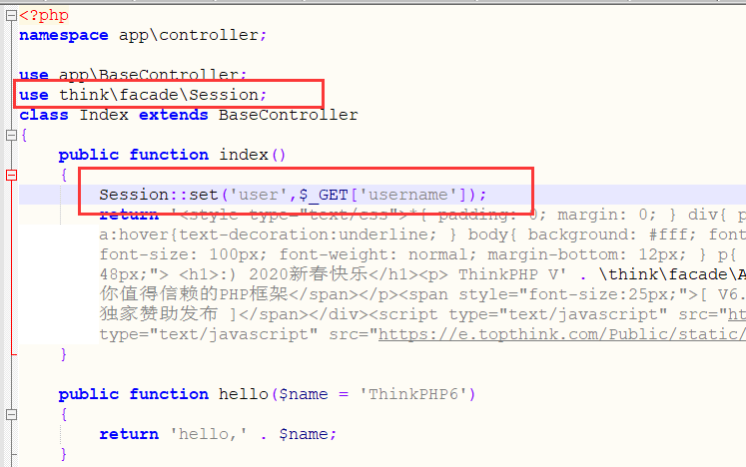 <?php
namespace app\controller;
use app\BaseController;
use think\facade\Session;
class Index extends BaseController
{
public function index()
{
Session::set('user',$_GET['username']);
return '<style type="text/css">*{ padding: 0; margin: 0; } div{ p
a:hover{text-decoration:underline; } body{ background: #fff; font
font-size: 100px; font-weight: normal; margin-bottom: 12px; } p{
48px;"> <h1>:) 2020新春快乐</h1><p> ThinkPHP V' . \think\facade\A
你值得信赖的PHP框架</span></p><span style="font-size:25px;">[ V6.
独家赞助发布 ]</span></div><script type="text/javascript" src="ht
type="text/javascript" src="https://e.topthink.com/Public/static/
}
public function hello($name = 'ThinkPHP6')
{
return 'hello,' . $name;
}